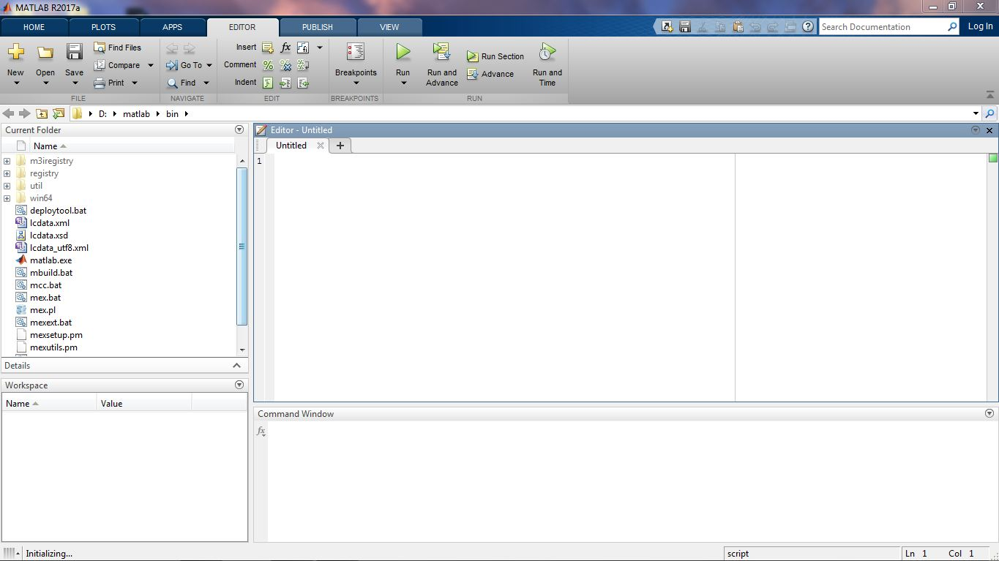 MATLAB R2017a
HOME PLOTS APPS EDITOR PUBLISH VIEW Search Documentation Log In
New Open Save Find Files Compare Print
FILE
Go To Find
NAVIGATE
Insert fx
Comment % %
Indent
EDIT
Breakpoints
BREAKPOINTS
Run Run and Advance Run Section Advance Run and Time
RUN
D: matlab bin
Current Folder
Name
m3iregistry
registry
util
win64
deploytool.bat
lcdata.xml
lcdata.xsd
lcdata_utf8.xml
matlab.exe
mbuild.bat
mcc.bat
mex.bat
mex.pl
mexext.bat
mexsetup.pm
mexutils.pm
Details
Workspace
Name Value
Editor - Untitled
Untitled
1
Command Window
fx
Initializing... script Ln 1 Col 1